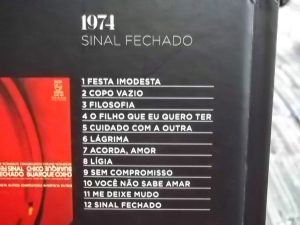 1974
SINAL FECHADO
1 FESTA IMODESTA
2 COPO VAZIO
3 FILOSOFIA
4 O FILHO QUE EU QUERO TER
5 CUIDADO COM A OUTRA
6 LÁGRIMA
7 ACORDA, AMOR
8 LÍGIA
9 SEM COMPROMISSO
10 VOCÊ NÃO SABE AMAR
11 ME DEIXE MUDO
12 SINAL FECHADO